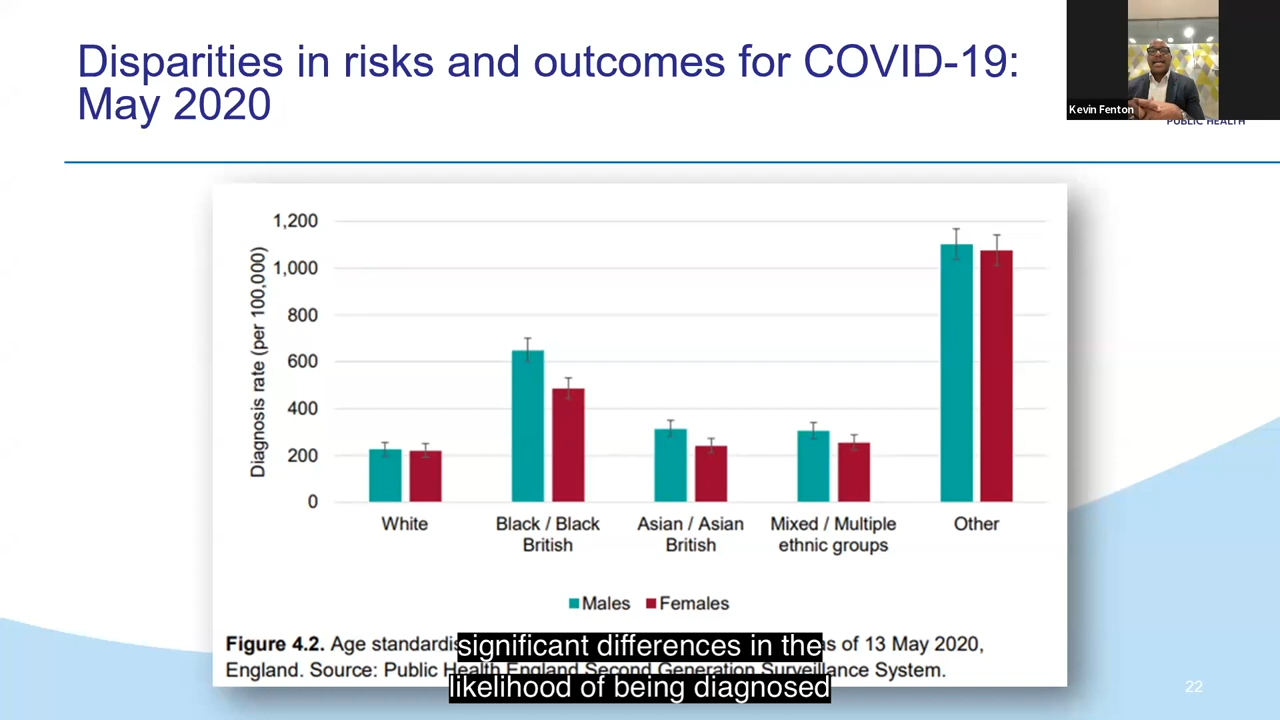 Disparities in risks and outcomes for COVID-19:
May 2020
Kevin Fenton
PUBLIC HEALTH
1,200
1,000
800
600
400
200
0
Diagnosis rate (per 100,000)
White
Black / Black
British
Asian / Asian
British
Mixed / Multiple
ethnic groups
Other
Males Females
Figure 4.2. Age of 13 May 2020,
England. Source: Public Health England Second Generation Surveillance System.
significant differences in the
likelihood of being diagnosed
22